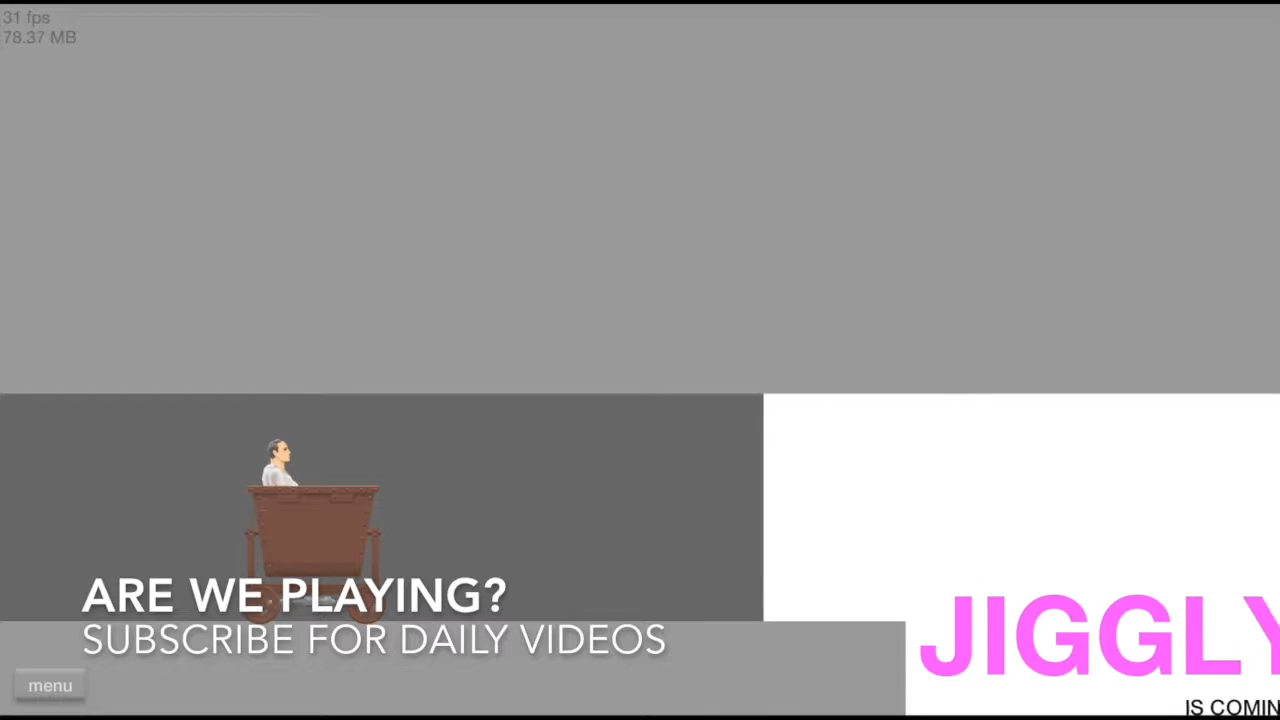 31 fps
78.37 MB
ARE WE PLAYING?
SUBSCRIBE FOR DAILY VIDEOS
menu
JIGGLY
IS COMIN